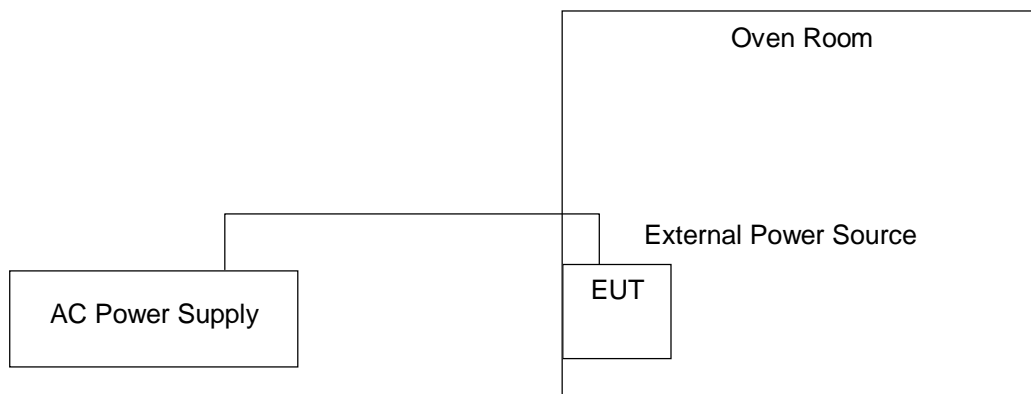 Oven Room
External Power Source
EUT
AC Power Supply